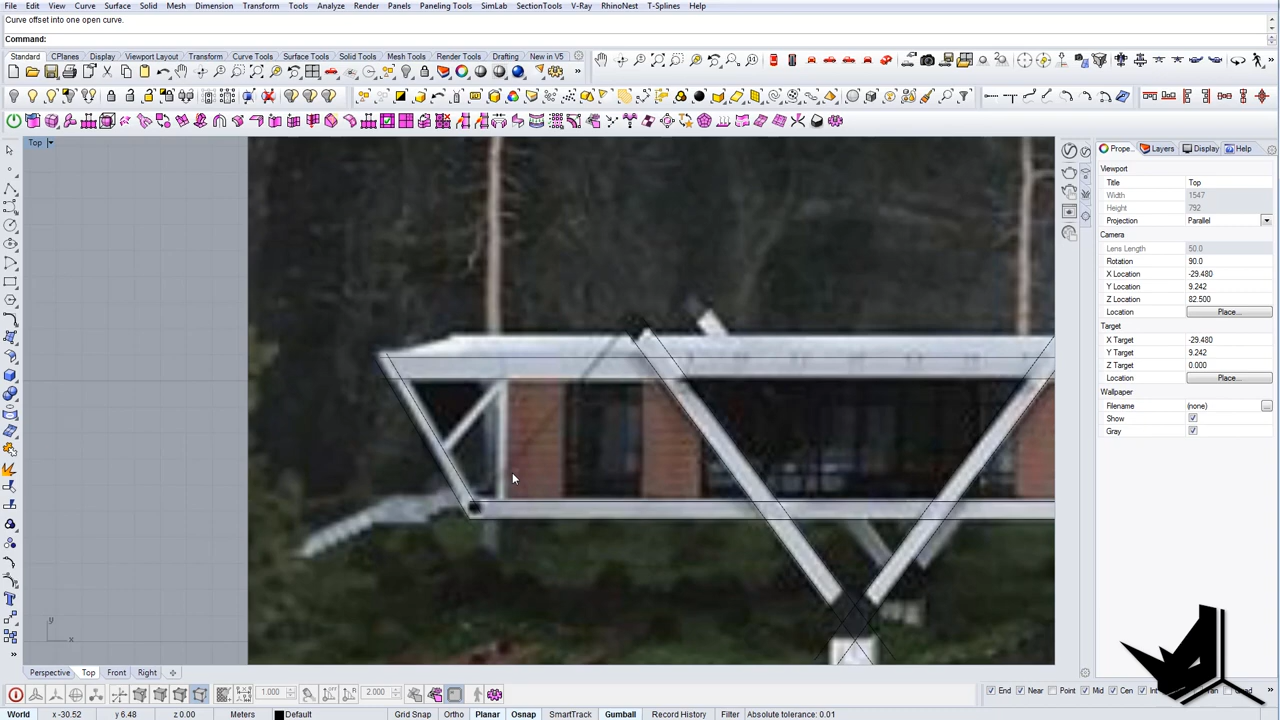 File Edit View Curve Surface Solid Mesh Dimension Transform Tools Analyze Render Panels Paneling Tools SimLab SectionTools V-Ray RhinoNest T-Splines Help
Curve offset into one open curve.
Command:
Standard CPlanes Display Viewport Layout Transform Curve Tools Surface Tools Solid Tools Mesh Tools Render Tools Drafting New in V5
Top
Prope... Layers Display Help
Viewport
Title Top
Width 1547
Height 792
Projection Parallel
Camera
Lens Length 50.0
Rotation 90.0
X Location -29.480
Y Location 9.242
Z Location 82.500
Location Place...
Target
X Target -29.480
Y Target 9.242
Z Target 0.000
Location Place...
Wallpaper
Filename (none)
Show
Gray
y
x
Perspective Top Front Right
1.000 2.000 End Near Point Mid Cen
World x -30.52 y 6.48 z 0.00 Meters Default Grid Snap Ortho Planar Osnap SmartTrack Gumball Record History Filter Absolute tolerance: 0.01